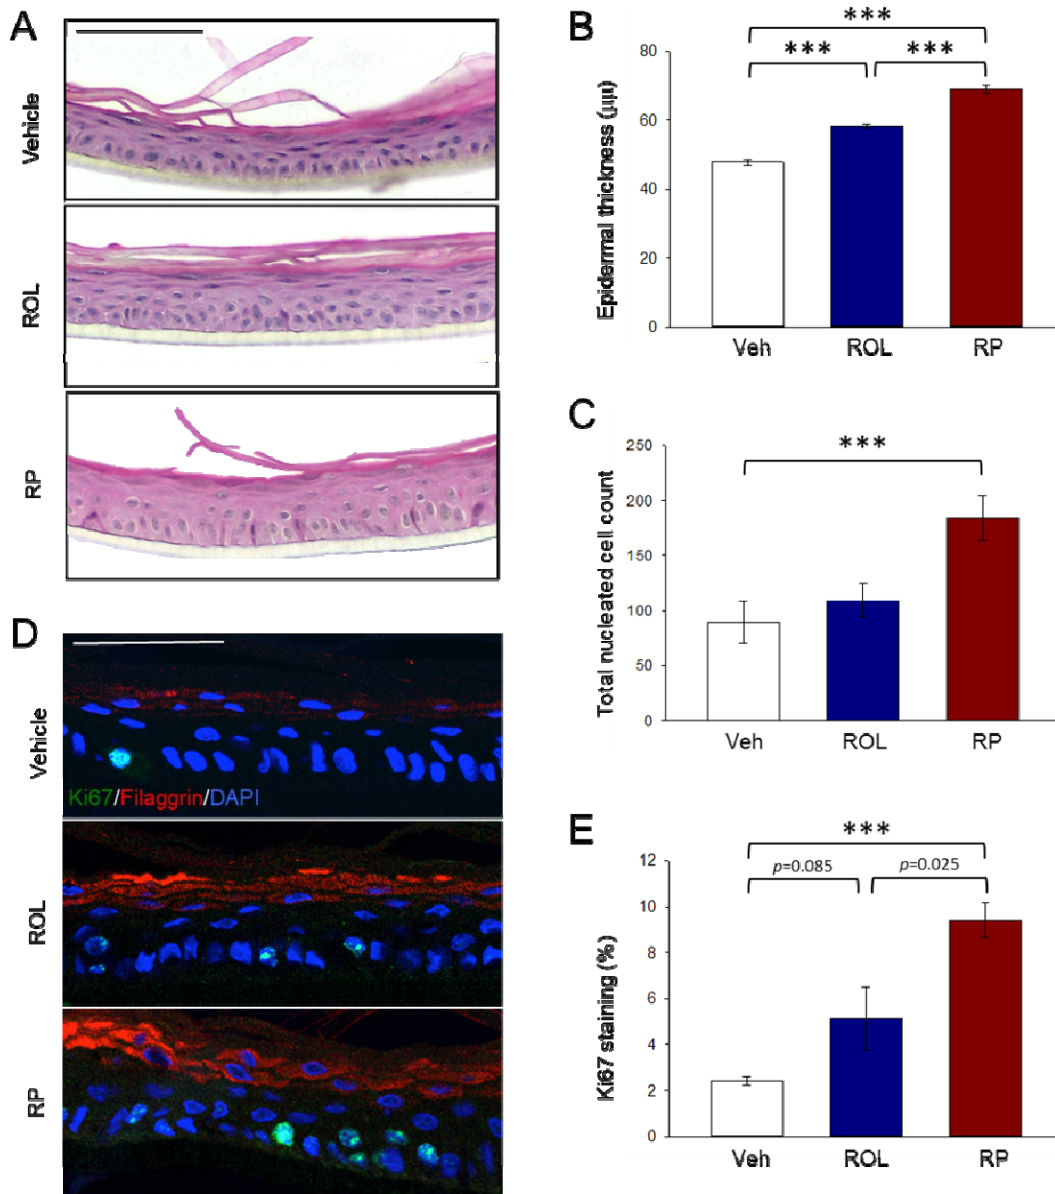 A
Vehicle
ROL
RP
B
***
*** ***
Epidermal thickness (μμ)
80
60
40
20
0
Veh ROL RP
C
***
Total nucleated cell count
250
200
150
100
50
0
Veh ROL RP
D
Vehicle
Ki67/Filaggrin/DAPI
ROL
RP
E
***
p=0.085 p=0.025
Ki67 staining (%)
12
10
8
6
4
2
0
Veh ROL RP